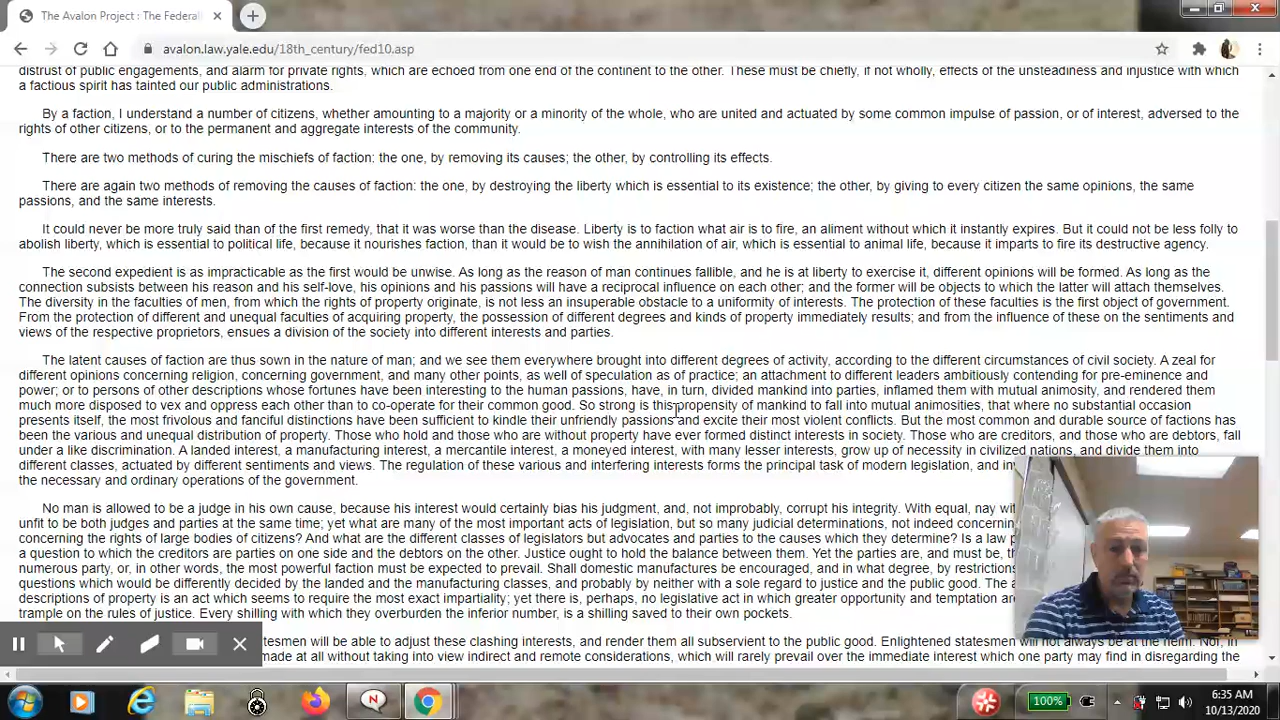 The Avalon Project : The Federal
avalon.law.yale.edu/18th_century/fed10.asp
distrust of public engagements, and alarm for private rights, which are echoed from one end of the continent to the other. These must be chiefly, if not wholly, effects of the unsteadiness and injustice with which
a factious spirit has tainted our public administrations.
By a faction, I understand a number of citizens, whether amounting to a majority or a minority of the whole, who are united and actuated by some common impulse of passion, or of interest, adversed to the
rights of other citizens, or to the permanent and aggregate interests of the community.
There are two methods of curing the mischiefs of faction: the one, by removing its causes; the other, by controlling its effects.
There are again two methods of removing the causes of faction: the one, by destroying the liberty which is essential to its existence; the other, by giving to every citizen the same opinions, the same
passions, and the same interests.
It could never be more truly said than of the first remedy, that it was worse than the disease. Liberty is to faction what air is to fire, an aliment without which it instantly expires. But it could not be less folly to
abolish liberty, which is essential to political life, because it nourishes faction, than it would be to wish the annihilation of air, which is essential to animal life, because it imparts to fire its destructive agency.
The second expedient is as impracticable as the first would be unwise. As long as the reason of man continues fallible, and he is at liberty to exercise it, different opinions will be formed. As long as the
connection subsists between his reason and his self-love, his opinions and his passions will have a reciprocal influence on each other; and the former will be objects to which the latter will attach themselves.
The diversity in the faculties of men, from which the rights of property originate, is not less an insuperable obstacle to a uniformity of interests. The protection of these faculties is the first object of government.
From the protection of different and unequal faculties of acquiring property, the possession of different degrees and kinds of property immediately results; and from the influence of these on the sentiments and
views of the respective proprietors, ensues a division of the society into different interests and parties.
The latent causes of faction are thus sown in the nature of man; and we see them everywhere brought into different degrees of activity, according to the different circumstances of civil society. A zeal for
different opinions concerning religion, concerning government, and many other points, as well of speculation as of practice; an attachment to different leaders ambitiously contending for pre-eminence and
power; or to persons of other descriptions whose fortunes have been interesting to the human passions, have, in turn, divided mankind into parties, inflamed them with mutual animosity, and rendered them
much more disposed to vex and oppress each other than to co-operate for their common good. So strong is this propensity of mankind to fall into mutual animosities, that where no substantial occasion
presents itself, the most frivolous and fanciful distinctions have been sufficient to kindle their unfriendly passions and excite their most violent conflicts. But the most common and durable source of factions has
been the various and unequal distribution of property. Those who hold and those who are without property have ever formed distinct interests in society. Those who are creditors, and those who are debtors, fall
under a like discrimination. A landed interest, a manufacturing interest, a mercantile interest, a moneyed interest, with many lesser interests, grow up of necessity in civilized nations, and divide them into
different classes, actuated by different sentiments and views. The regulation of these various and interfering interests forms the principal task of modern legislation, and in
the necessary and ordinary operations of the government.
No man is allowed to be a judge in his own cause, because his interest would certainly bias his judgment, and, not improbably, corrupt his integrity. With equal, nay wi
unfit to be both judges and parties at the same time; yet what are many of the most important acts of legislation, but so many judicial determinations, not indeed concernin
concerning the rights of large bodies of citizens? And what are the different classes of legislators but advocates and parties to the causes which they determine? Is a law p
a question to which the creditors are parties on one side and the debtors on the other. Justice ought to hold the balance between them. Yet the parties are, and must be, th
numerous party, or, in other words, the most powerful faction must be expected to prevail. Shall domestic manufactures be encouraged, and in what degree, by restrictions
questions which would be differently decided by the landed and the manufacturing classes, and probably by neither with a sole regard to justice and the public good. The a
descriptions of property is an act which seems to require the most exact impartiality; yet there is, perhaps, no legislative act in which greater opportunity and temptation are
trample on the rules of justice. Every shilling with which they overburden the inferior number, is a shilling saved to their own pockets.
tesmen will be able to adjust these clashing interests, and render them all subservient to the public good. Enlightened statesmen will not always be at the helm. Nor, in
made at all without taking into view indirect and remote considerations, which will rarely prevail over the immediate interest which one party may find in disregarding the
100%
6:35 AM
10/13/2020